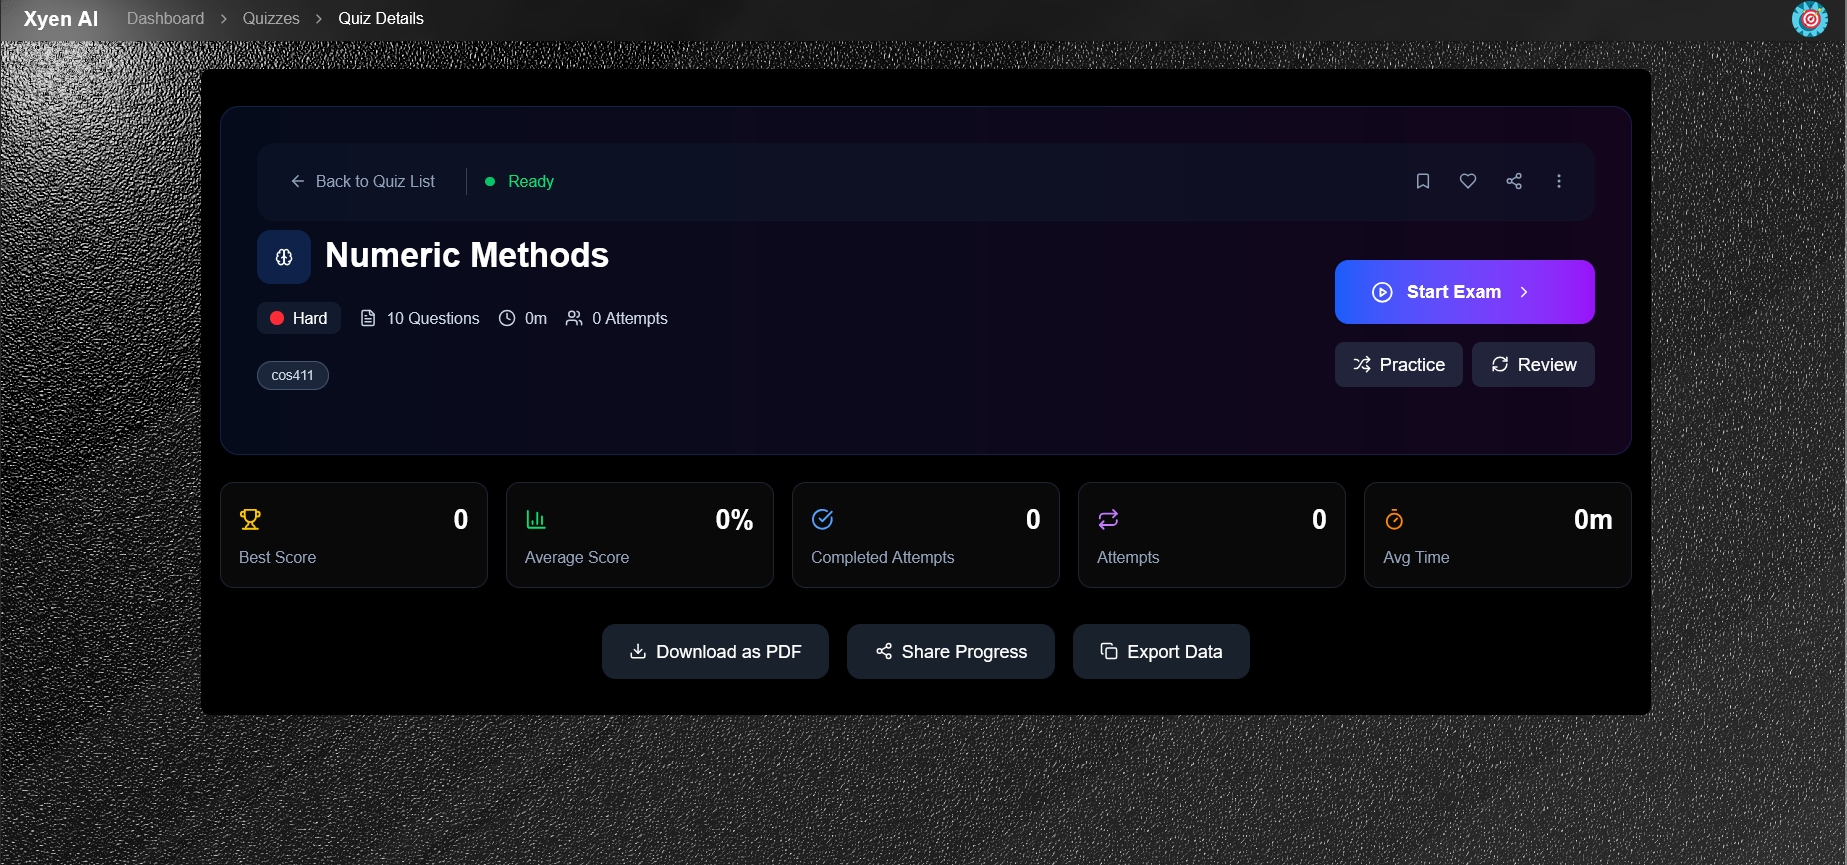 Xyen AI Dashboard Quizzes Quiz Details
Back to Quiz List Ready
Numeric Methods
Start Exam
Hard 10 Questions 0m 0 Attempts
Practice Review
cos411
0 0% 0 0 0m
Best Score Average Score Completed Attempts Attempts Avg Time
Download as PDF Share Progress Export Data